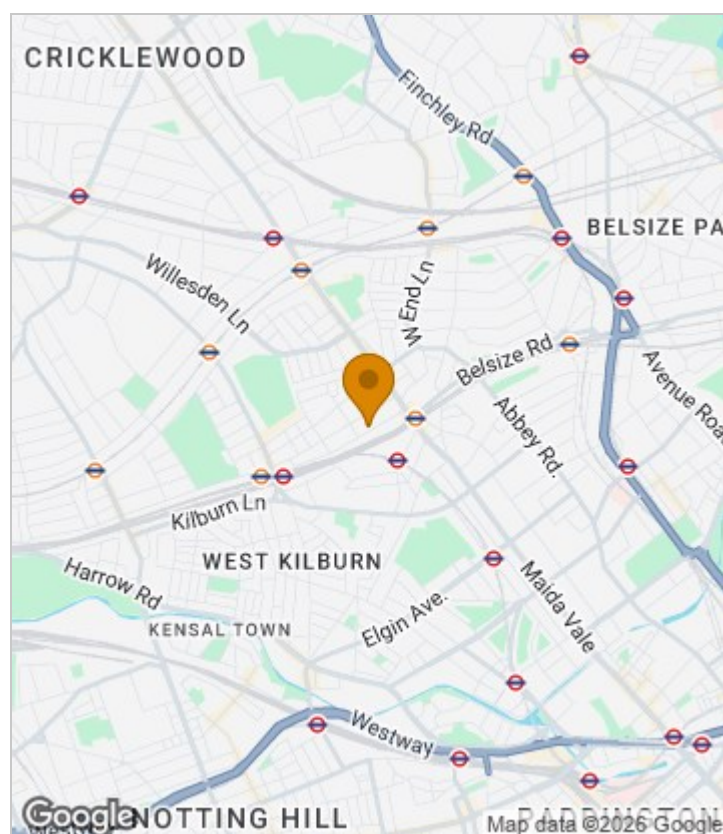 CRICKLEWOOD
Finchley Rd
BELSIZE PA
Willesden Ln
W End Ln
Belsize Rd
Avenue Road
Abbey Rd.
Kilburn Ln
WEST KILBURN
Harrow Rd
Maida Vale
Elgin Ave.
KENSAL TOWN
Westway
Google
NOTTING HILL
PADDINGTON
Map data ©2026 Google